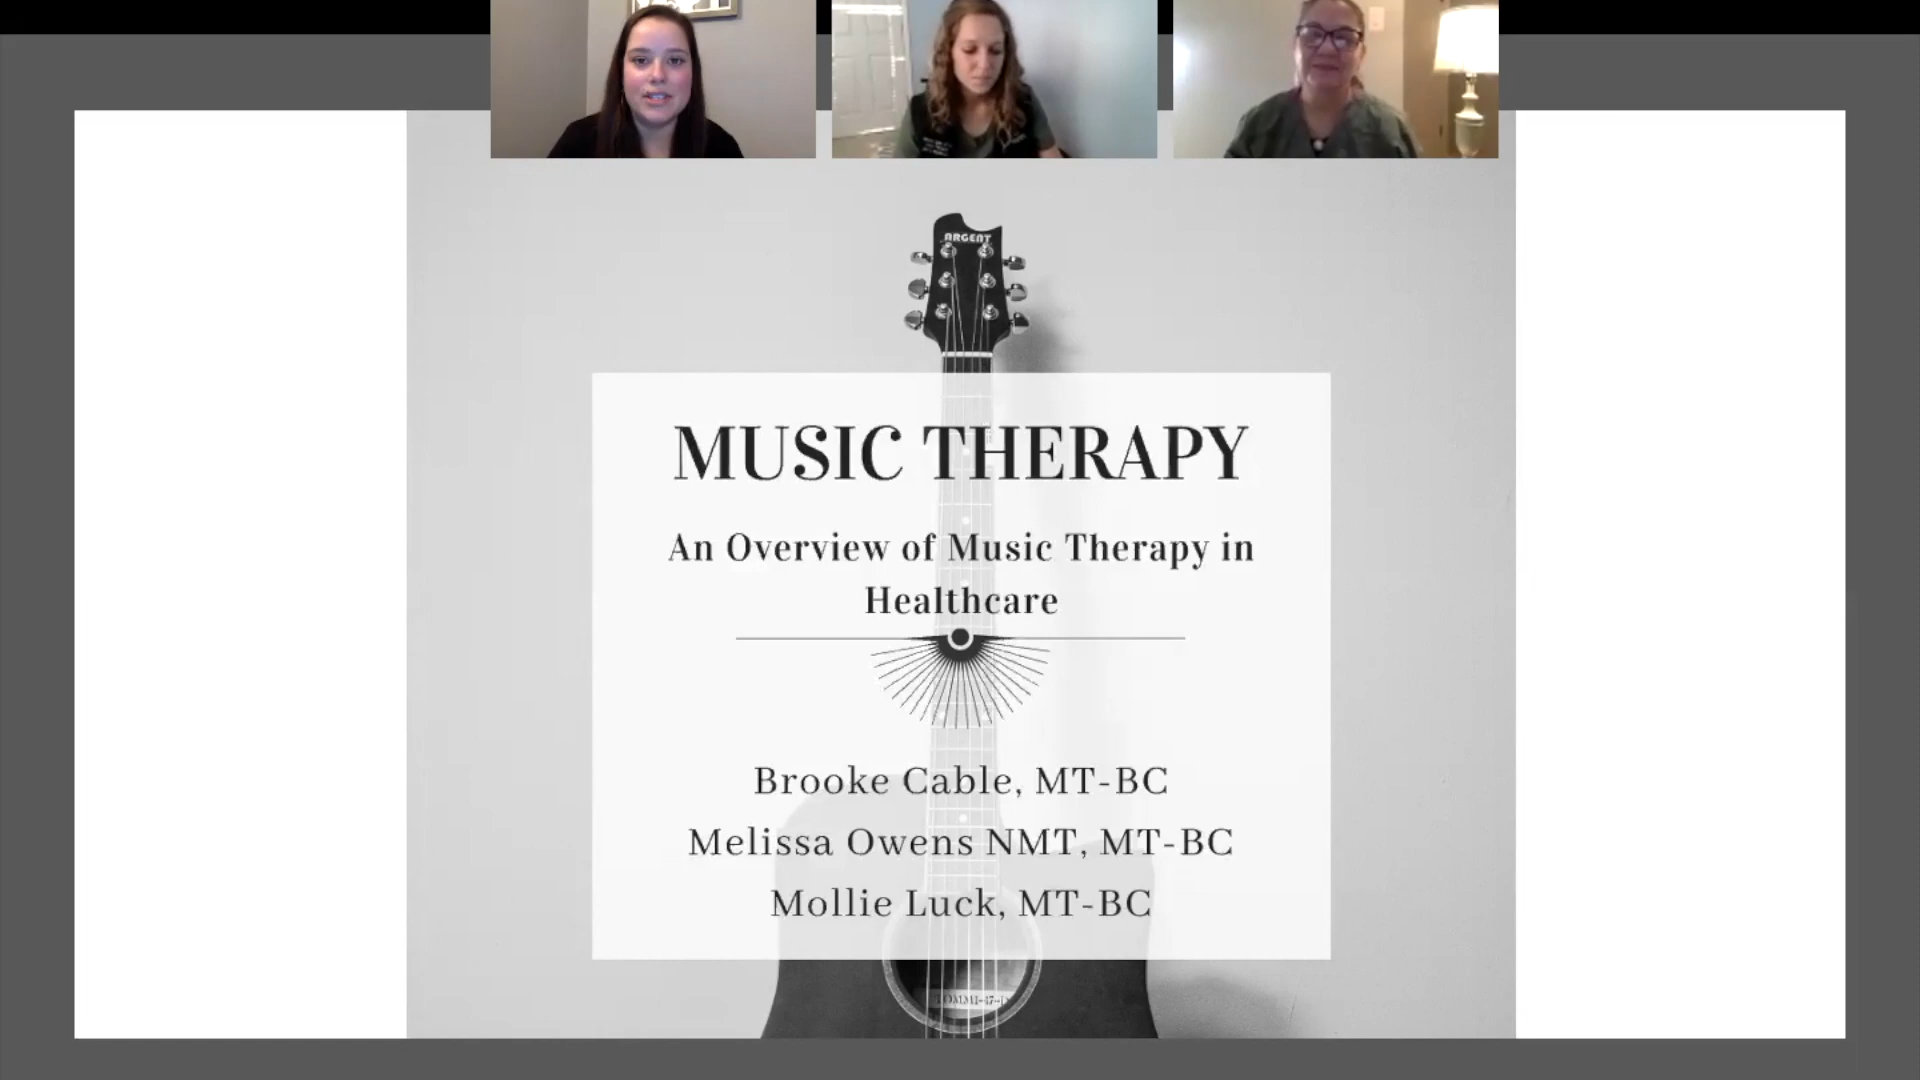 ARGENT
MUSIC THERAPY
An Overview of Music Therapy in
Healthcare
Brooke Cable, MT-BC
Melissa Owens NMT, MT-BC
Mollie Luck, MT-BC